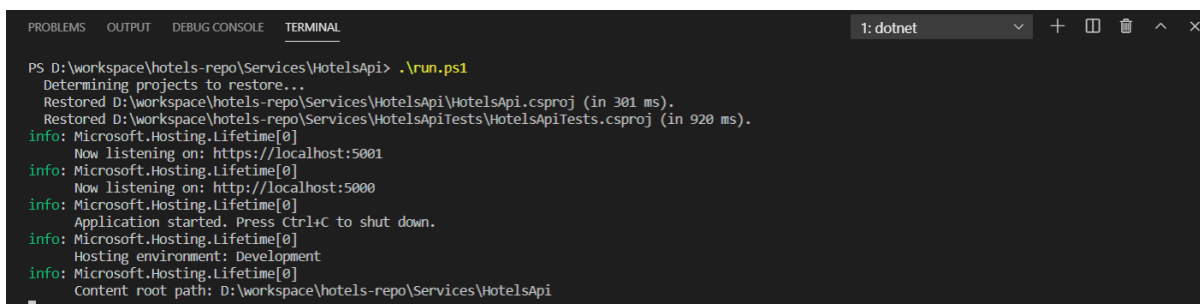 PROBLEMS OUTPUT DEBUG CONSOLE TERMINAL 1: dotnet
PS D:\workspace\hotels-repo\Services\HotelsApi> .\run.ps1
Determining projects to restore...
Restored D:\workspace\hotels-repo\Services\HotelsApi\HotelsApi.csproj (in 301 ms).
Restored D:\workspace\hotels-repo\Services\HotelsApiTests\HotelsApiTests.csproj (in 920 ms).
info: Microsoft.Hosting.Lifetime[0]
Now listening on: https://localhost:5001
info: Microsoft.Hosting.Lifetime[0]
Now listening on: http://localhost:5000
info: Microsoft.Hosting.Lifetime[0]
Application started. Press Ctrl+C to shut down.
info: Microsoft.Hosting.Lifetime[0]
Hosting environment: Development
info: Microsoft.Hosting.Lifetime[0]
Content root path: D:\workspace\hotels-repo\Services\HotelsApi